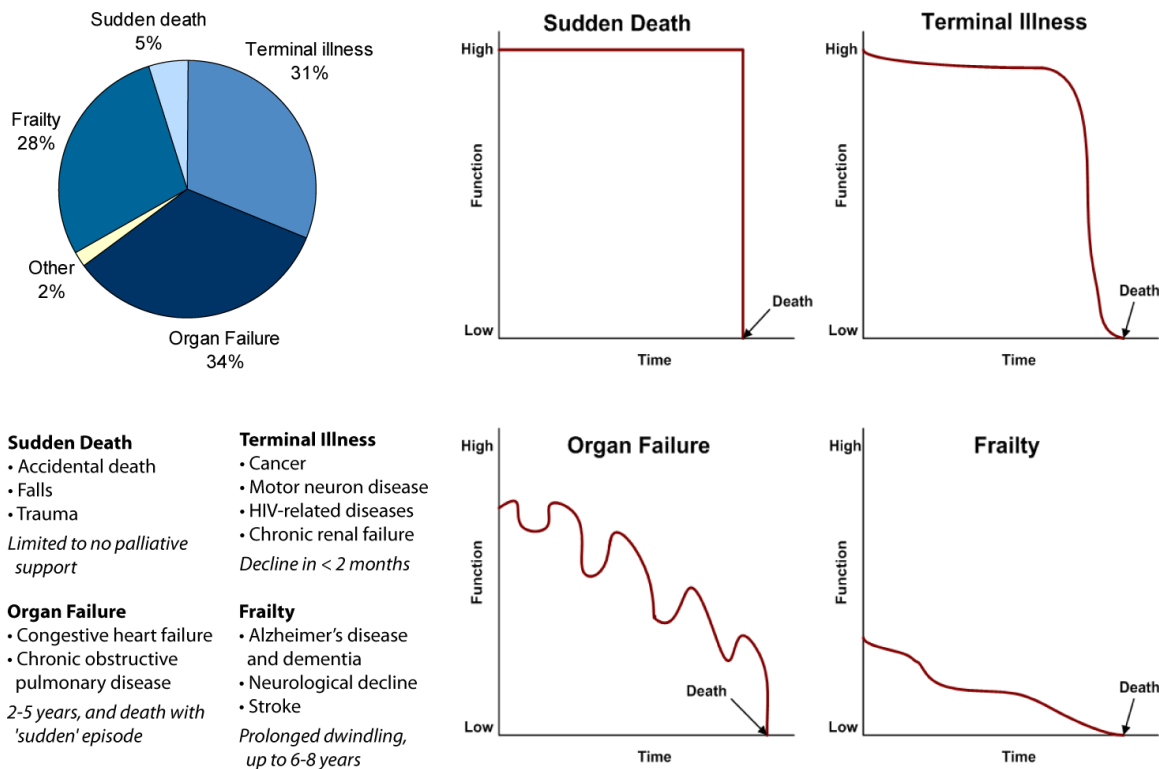 Sudden death
5%
Terminal illness
31%
Frailty
28%
Other
2%
Organ Failure
34%
Sudden Death
High
Function
Low
Death
Time
Terminal Illness
High
Function
Low
Death
Time
Sudden Death
• Accidental death
• Falls
• Trauma
Limited to no palliative
support
Terminal Illness
• Cancer
• Motor neuron disease
• HIV-related diseases
• Chronic renal failure
Decline in < 2 months
Organ Failure
• Congestive heart failure
• Chronic obstructive
pulmonary disease
2-5 years, and death with
'sudden' episode
Frailty
• Alzheimer's disease
and dementia
• Neurological decline
• Stroke
Prolonged dwindling,
up to 6-8 years
Organ Failure
High
Function
Low
Death
Time
Frailty
High
Function
Low
Death
Time